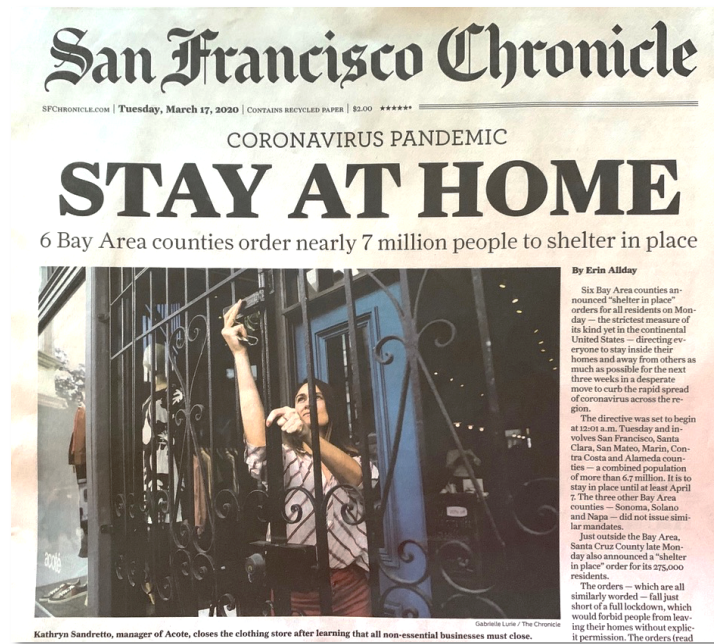 San Francisco Chronicle
SFCHRONICLE.COM | Tuesday, March 17, 2020 | CONTAINS RECYCLED PAPER | $2.00 ★★★★★
CORONAVIRUS PANDEMIC
STAY AT HOME
6 Bay Area counties order nearly 7 million people to shelter in place
acote
Gabrielle Lurie / The Chronicle
Kathryn Sandretto, manager of Acote, closes the clothing store after learning that all non-essential businesses must close.
By Erin Allday
Six Bay Area counties an-
nounced “shelter in place”
orders for all residents on Mon-
day — the strictest measure of
its kind yet in the continental
United States — directing ev-
eryone to stay inside their
homes and away from others as
much as possible for the next
three weeks in a desperate
move to curb the rapid spread
of coronavirus across the re-
gion.
The directive was set to begin
at 12:01 a.m. Tuesday and in-
volves San Francisco, Santa
Clara, San Mateo, Marin, Con-
tra Costa and Alameda coun-
ties — a combined population
of more than 6.7 million. It is to
stay in place until at least April
7. The three other Bay Area
counties — Sonoma, Solano
and Napa — did not issue simi-
lar mandates.
Just outside the Bay Area,
Santa Cruz County late Mon-
day also announced a “shelter
in place” order for its 275,000
residents.
The orders — which are all
similarly worded — fall just
short of a full lockdown, which
would forbid people from leav-
ing their homes without explic-
it permission. The orders (read